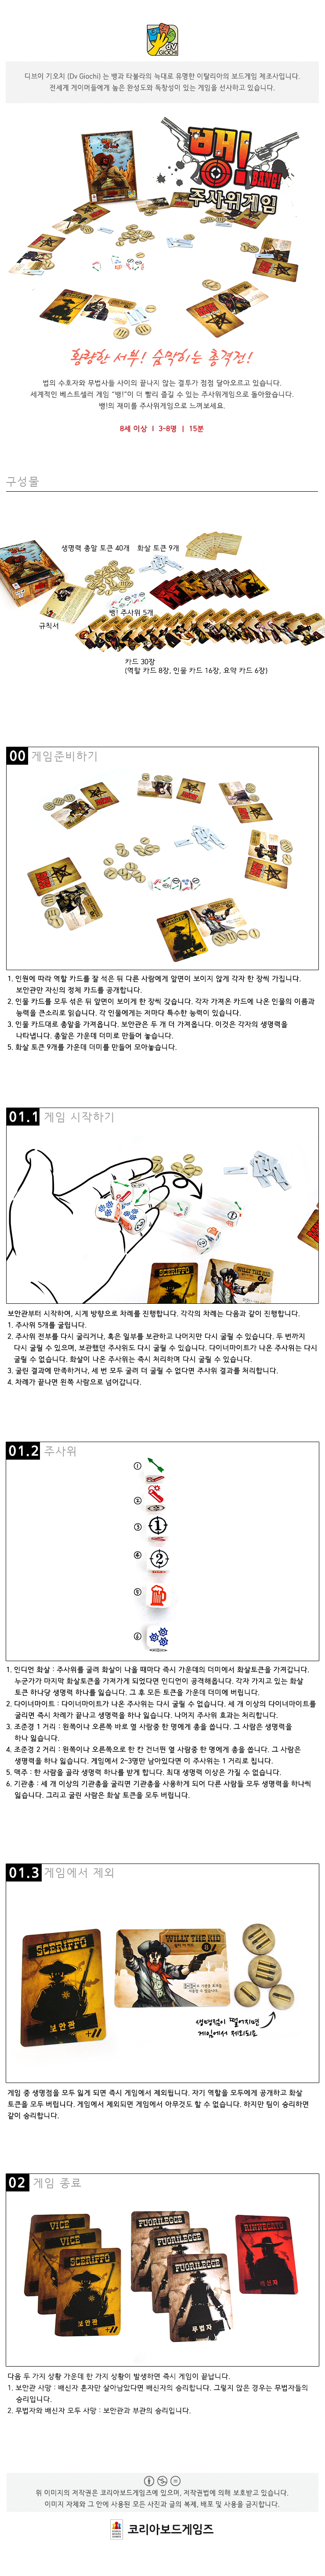 dV GIOCHI
디브이 기오치 (Dv Giochi) 는 뱅과 타뷸라의 늑대로 유명한 이탈리아의 보드게임 제조사입니다.
전세계 게이머들에게 높은 완성도와 독창성이 있는 게임을 선사하고 있습니다.
뱅!
BANG!
주사위게임
황량한 서부! 숨막히는 총격전!
법의 수호자와 무법사들 사이의 끝나지 않는 결투가 점점 달아오르고 있습니다.
세계적인 베스트셀러 게임 "뱅!"이 더 빨리 즐길 수 있는 주사위게임으로 돌아왔습니다.
뱅!의 재미를 주사위게임으로 느껴보세요.
8세 이상 | 3-8명 | 15분
구성물
생명력 총알 토큰 40개 화살 토큰 9개
뱅! 주사위 5개
규칙서
카드 30장
(역할 카드 8장, 인물 카드 16장, 요약 카드 6장)
00 게임준비하기
1. 인원에 따라 역할 카드를 잘 석은 뒤 다른 사람에게 앞면이 보이지 않게 각자 한 장씩 가집니다.
보안관만 자신의 정체 카드를 공개합니다.
2. 인물 카드를 모두 섞은 뒤 앞면이 보이게 한 장씩 갖습니다. 각자 가져온 카드에 나온 인물의 이름과
능력을 큰소리로 읽습니다. 각 인물에게는 저마다 특수한 능력이 있습니다.
3. 인물 카드대로 총알을 가져옵니다. 보안관은 두 개 더 가져옵니다. 이것은 각자의 생명력을
나타냅니다. 총알은 가운데 더미로 만들어 놓습니다.
5. 화살 토큰 9개를 가운데 더미를 만들어 모아놓습니다.
01.1 게임 시작하기
보안관부터 시작하여, 시계 방향으로 차례를 진행합니다. 각각의 차례는 다음과 같이 진행합니다.
1. 주사위 5개를 굴립니다.
2. 주사위 전부를 다시 굴리거나, 혹은 일부를 보관하고 나머지만 다시 굴릴 수 있습니다. 두 번까지
다시 굴릴 수 있으며, 보관했던 주사위도 다시 굴릴 수 있습니다. 다이너마이트가 나온 주사위는 다시
굴릴 수 없습니다. 화살이 나온 주사위는 즉시 처리하며 다시 굴릴 수 있습니다.
3. 굴린 결과에 만족하거나, 세 번 모두 굴려 더 굴릴 수 없다면 주사위 결과를 처리합니다.
4. 차례가 끝나면 왼쪽 사람으로 넘어갑니다.
01.2 주사위
①
②
③ 1
④ 2
⑤
⑥
1. 인디언 화살 : 주사위를 굴려 화살이 나올 때마다 즉시 가운데의 더미에서 화살토큰을 가져갑니다.
누군가가 마지막 화살토큰을 가져가게 되었다면 인디언이 공격해옵니다. 각자 가지고 있는 화살
토큰 하나당 생명력 하나를 잃습니다. 그 후 모든 토큰을 가운데 더미에 버립니다.
2. 다이너마이트 : 다이너마이트가 나온 주사위는 다시 굴릴 수 없습니다. 세 개 이상의 다이너마이트를
굴리면 즉시 차례가 끝나고 생명력을 하나 잃습니다. 나머지 주사위 효과는 처리합니다.
3. 조준경 1 거리 : 왼쪽이나 오른쪽 바로 옆 사람중 한 명에게 총을 쏩니다. 그 사람은 생명력을
하나 잃습니다.
4. 조준경 2 거리 : 왼쪽이나 오른쪽으로 한 칸 건너뛴 옆 사람중 한 명에게 총을 쏩니다. 그 사람은
생명력을 하나 잃습니다. 게임에서 2-3명만 남아있다면 이 주사위는 1 거리로 칩니다.
5. 맥주 : 한 사람을 골라 생명력 하나를 받게 합니다. 최대 생명력 이상은 가질 수 없습니다.
6. 기관총 : 세 개 이상의 기관총을 굴리면 기관총을 사용하게 되어 다른 사람들 모두 생명력을 하나씩
잃습니다. 그리고 굴린 사람은 화살 토큰을 모두 버립니다.
01.3 게임에서 제외
SCERIFFO
보안관
WILLY THE KID
생명점이 떨어지면
게임에서 제외되죠
게임 중 생명점을 모두 잃게 되면 즉시 게임에서 제외됩니다. 자기 역할을 모두에게 공개하고 화살
토큰을 모두 버립니다. 게임에서 제외되면 게임에서 아무것도 할 수 없습니다. 하지만 팀이 승리하면
같이 승리합니다.
02 게임 종료
VICE
VICE
SCERIFFO
보안관
FUORILEGGE
FUORILEGGE
FUORILEGGE
무법자
RINNEGATO
배신자
다음 두 가지 상황 가운데 한 가지 상황이 발생하면 즉시 게임이 끝납니다.
1. 보안관 사망 : 배신자 혼자만 살아남았다면 배신자의 승리합니다. 그렇지 않은 경우는 무법자들의
승리입니다.
2. 무법자와 배신자 모두 사망 : 보안관과 부관의 승리입니다.
위 이미지의 저작권은 코리아보드게임즈에 있으며, 저작권법에 의해 보호받고 있습니다.
이미지 자체와 그 안에 사용된 모든 사진과 글의 복제, 배포 및 사용을 금지합니다.
코리아보드게임즈